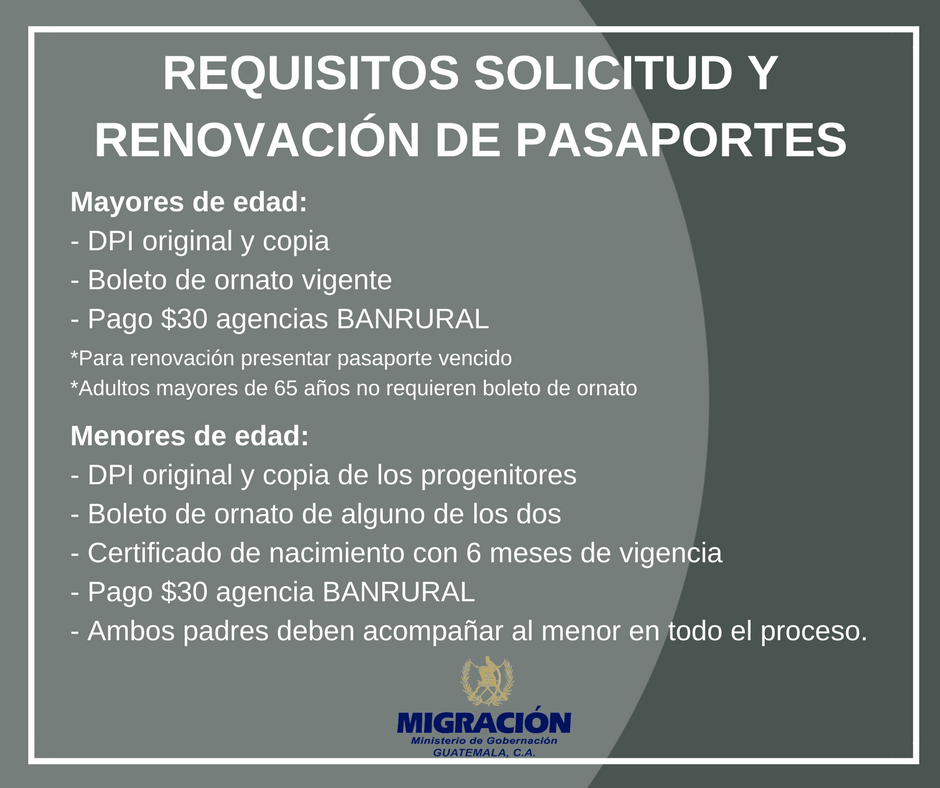 REQUISITOS SOLICITUD Y
RENOVACIÓN DE PASAPORTES
Mayores de edad:
- DPI original y copia
- Boleto de ornato vigente
- Pago $30 agencias BANRURAL
*Para renovación presentar pasaporte vencido
*Adultos mayores de 65 años no requieren boleto de ornato
Menores de edad:
- DPI original y copia de los progenitores
- Boleto de ornato de alguno de los dos
- Certificado de nacimiento con 6 meses de vigencia
- Pago $30 agencia BANRURAL
- Ambos padres deben acompañar al menor en todo el proceso.
MIGRACIÓN
Ministerio de Gobernación
GUATEMALA, C.A.